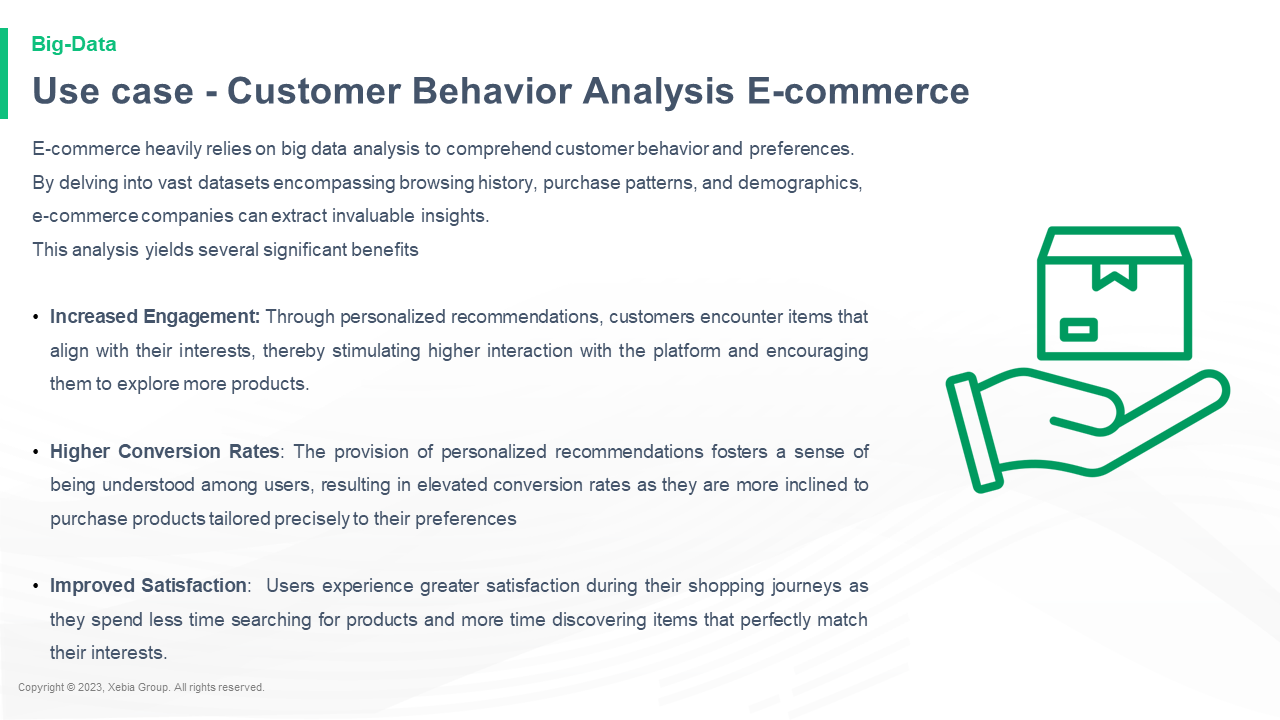 Big-Data
Use case - Customer Behavior Analysis E-commerce
E-commerce heavily relies on big data analysis to comprehend customer behavior and preferences.
By delving into vast datasets encompassing browsing history, purchase patterns, and demographics,
e-commerce companies can extract invaluable insights.
This analysis yields several significant benefits
• Increased Engagement: Through personalized recommendations, customers encounter items that
align with their interests, thereby stimulating higher interaction with the platform and encouraging
them to explore more products.
• Higher Conversion Rates: The provision of personalized recommendations fosters a sense of
being understood among users, resulting in elevated conversion rates as they are more inclined to
purchase products tailored precisely to their preferences
• Improved Satisfaction: Users experience greater satisfaction during their shopping journeys as
they spend less time searching for products and more time discovering items that perfectly match
their interests.
Copyright © 2023, Xebia Group. All rights reserved.